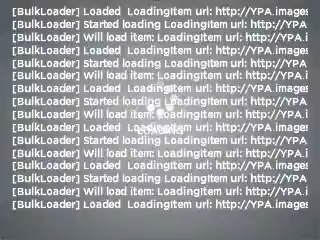 [BulkLoader] Loaded LoadingItem url: http://YPA.images
[BulkLoader] Started loading LoadingItem url: http://YPA
[BulkLoader] Will load item: LoadingItem url: http://YPA.i
[BulkLoader] Loaded LoadingItem url: http://YPA.images
[BulkLoader] Started loading LoadingItem url: http://YPA
[BulkLoader] Will load item: LoadingItem url: http://YPA.i
[BulkLoader] Loaded LoadingItem url: http://YPA.images
[BulkLoader] Started loading LoadingItem url: http://YPA
[BulkLoader] Will load item: LoadingItem url: http://YPA.i
[BulkLoader] Loaded LoadingItem url: http://YPA.images
[BulkLoader] Started loading LoadingItem url: http://YPA
[BulkLoader] Will load item: LoadingItem url: http://YPA.i
[BulkLoader] Loaded LoadingItem url: http://YPA.images
[BulkLoader] Started loading LoadingItem url: http://YPA
[BulkLoader] Will load item: LoadingItem url: http://YPA.i
[BulkLoader] Loaded LoadingItem url: http://YPA.images